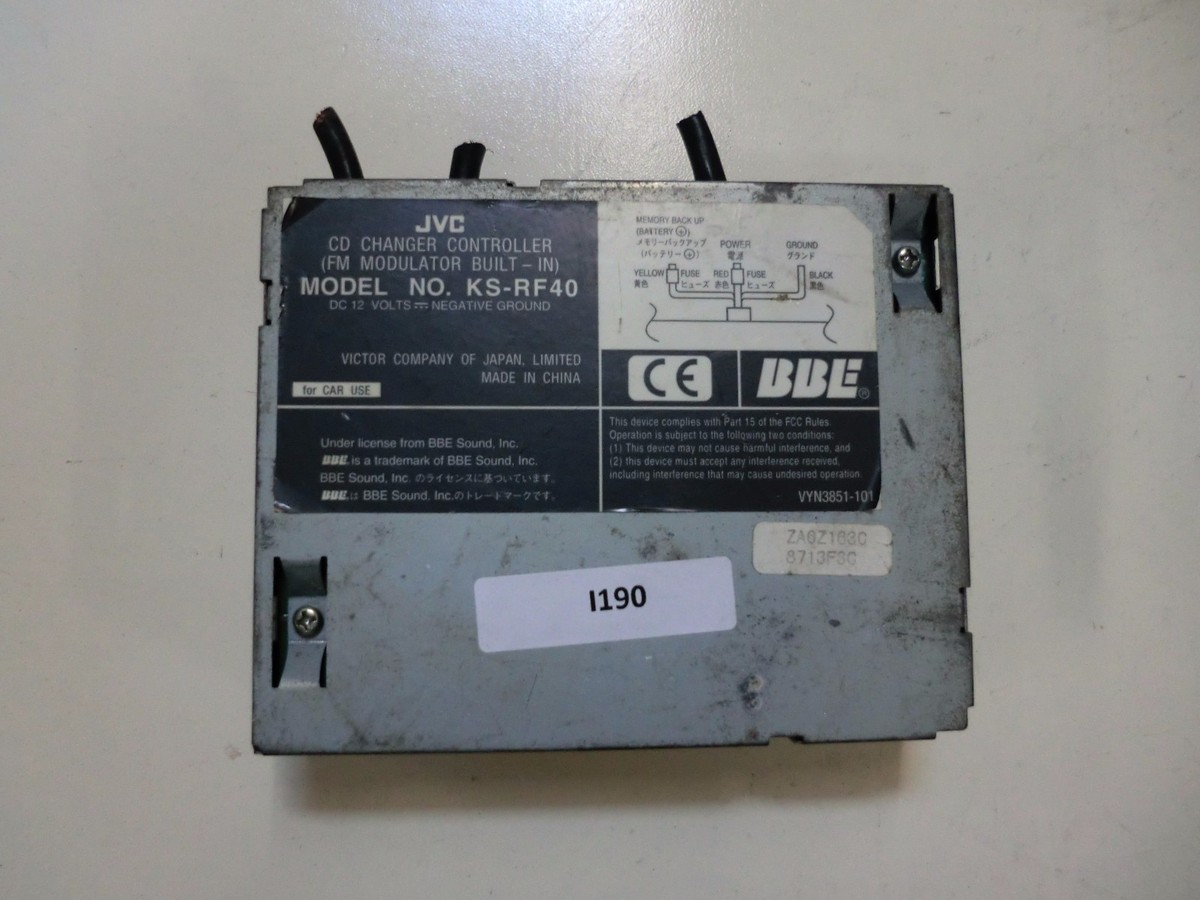 JVC
CD CHANGER CONTROLLER
(FM MODULATOR BUILT-IN)
MODEL NO. KS-RF40
DC 12 VOLTS ⎓ NEGATIVE GROUND
VICTOR COMPANY OF JAPAN, LIMITED
MADE IN CHINA
for CAR USE
MEMORY BACK UP
(BATTERY ⊕)
メモリーバックアップ
(バッテリー ⊕)
POWER
電源
GROUND
グランド
YELLOW
黄色
FUSE
ヒューズ
RED
赤色
FUSE
ヒューズ
BLACK
黒色
CE
BBE®
Under license from BBE Sound, Inc.
BBE is a trademark of BBE Sound, Inc.
BBE Sound, Inc. のライセンスに基づいています。
BBE は BBE Sound, Inc.のトレードマークです。
This device complies with Part 15 of the FCC Rules.
Operation is subject to the following two conditions:
(1) This device may not cause harmful interference, and
(2) this device must accept any interference received,
including interference that may cause undesired operation.
VYN3851-101
I190